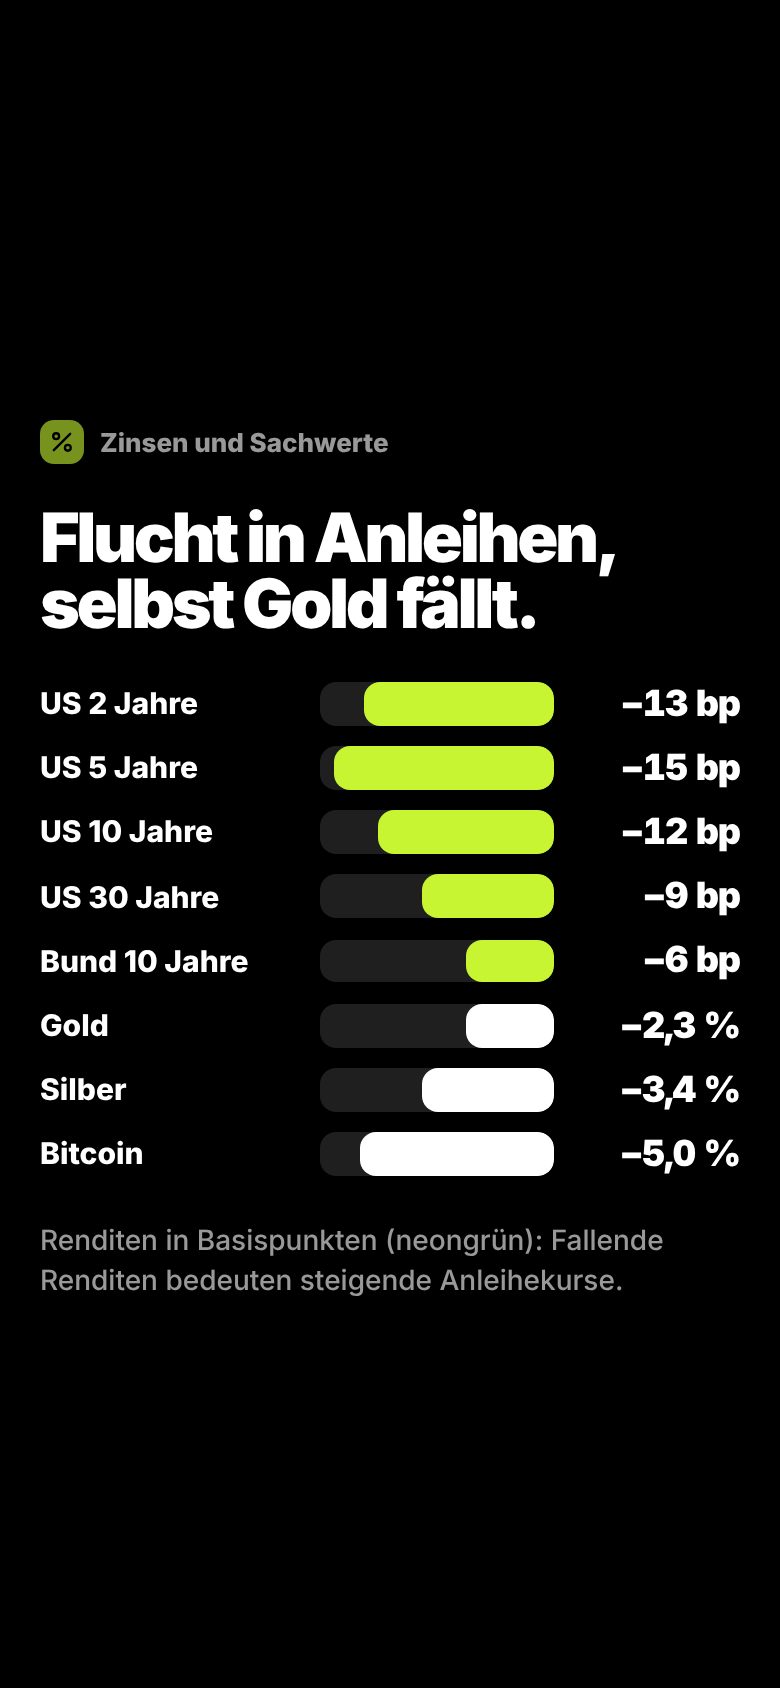 %
Zinsen und Sachwerte
Flucht in Anleihen,
selbst Gold fällt.
US 2 Jahre –13 bp
US 5 Jahre –15 bp
US 10 Jahre –12 bp
US 30 Jahre –9 bp
Bund 10 Jahre –6 bp
Gold –2,3 %
Silber –3,4 %
Bitcoin –5,0 %
Renditen in Basispunkten (neongrün): Fallende
Renditen bedeuten steigende Anleihekurse.